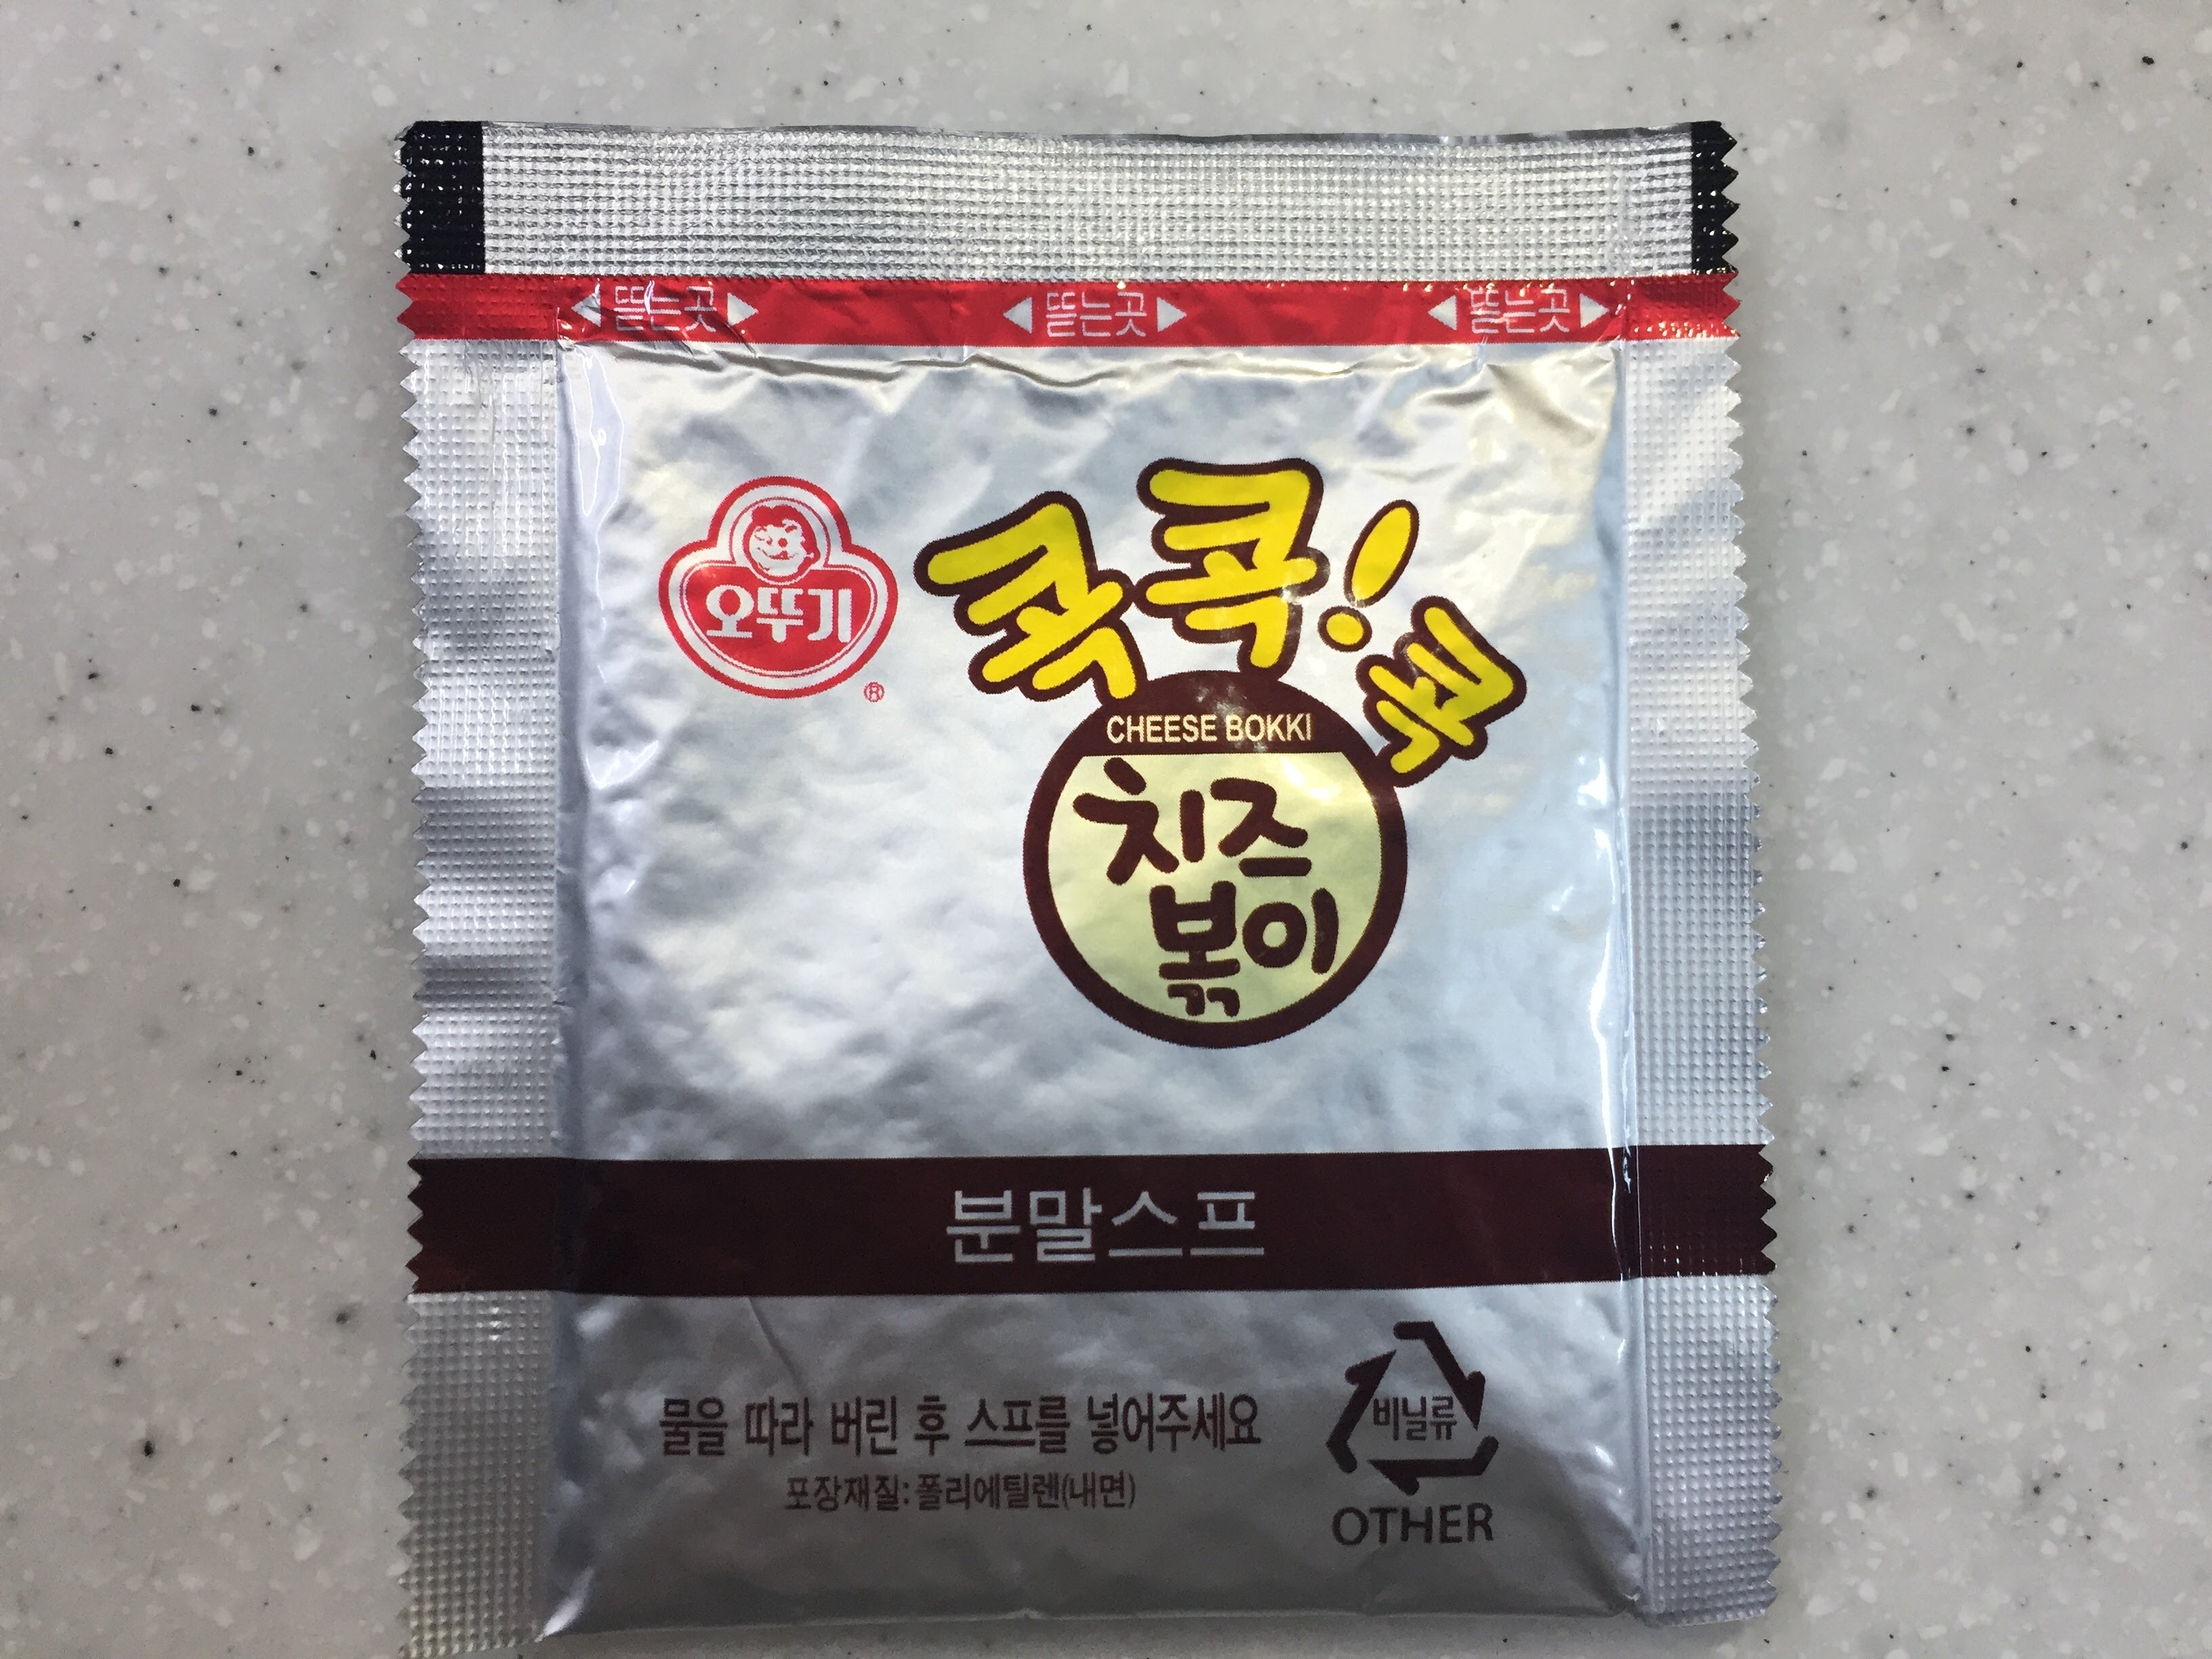 뜯는곳 뜯는곳 뜯는곳
오뚜기
®
콕콕!콕
CHEESE BOKKI
치즈
볶이
분말스프
물을 따라 버린 후 스프를 넣어주세요
포장재질: 폴리에틸렌(내면)
비닐류
OTHER